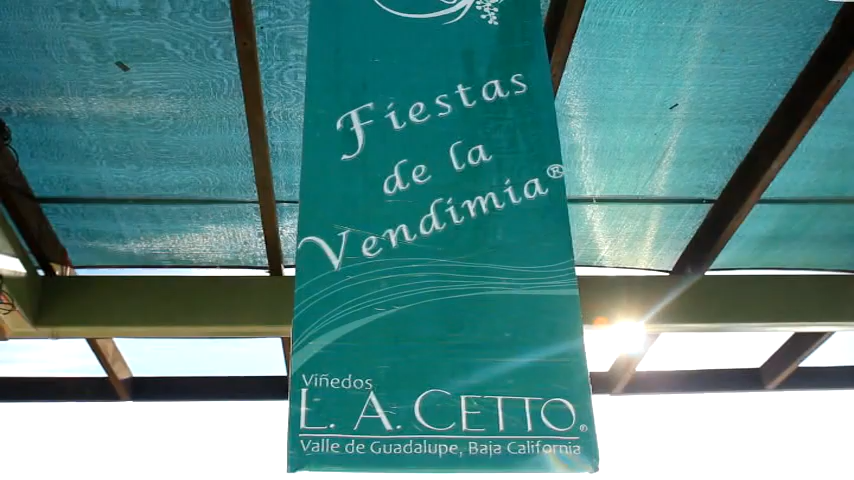 Fiestas
de la
Vendimia®
Viñedos
L. A. CETTO®
Valle de Guadalupe, Baja California